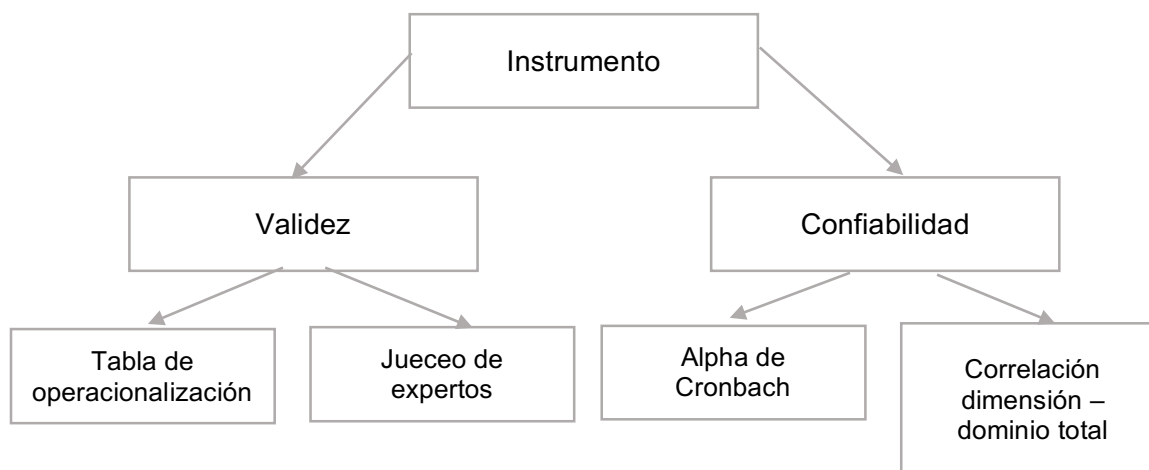 Instrumento
Validez
Confiabilidad
Tabla de
operacionalización
Jueceo de
expertos
Alpha de
Cronbach
Correlación
dimensión –
dominio total